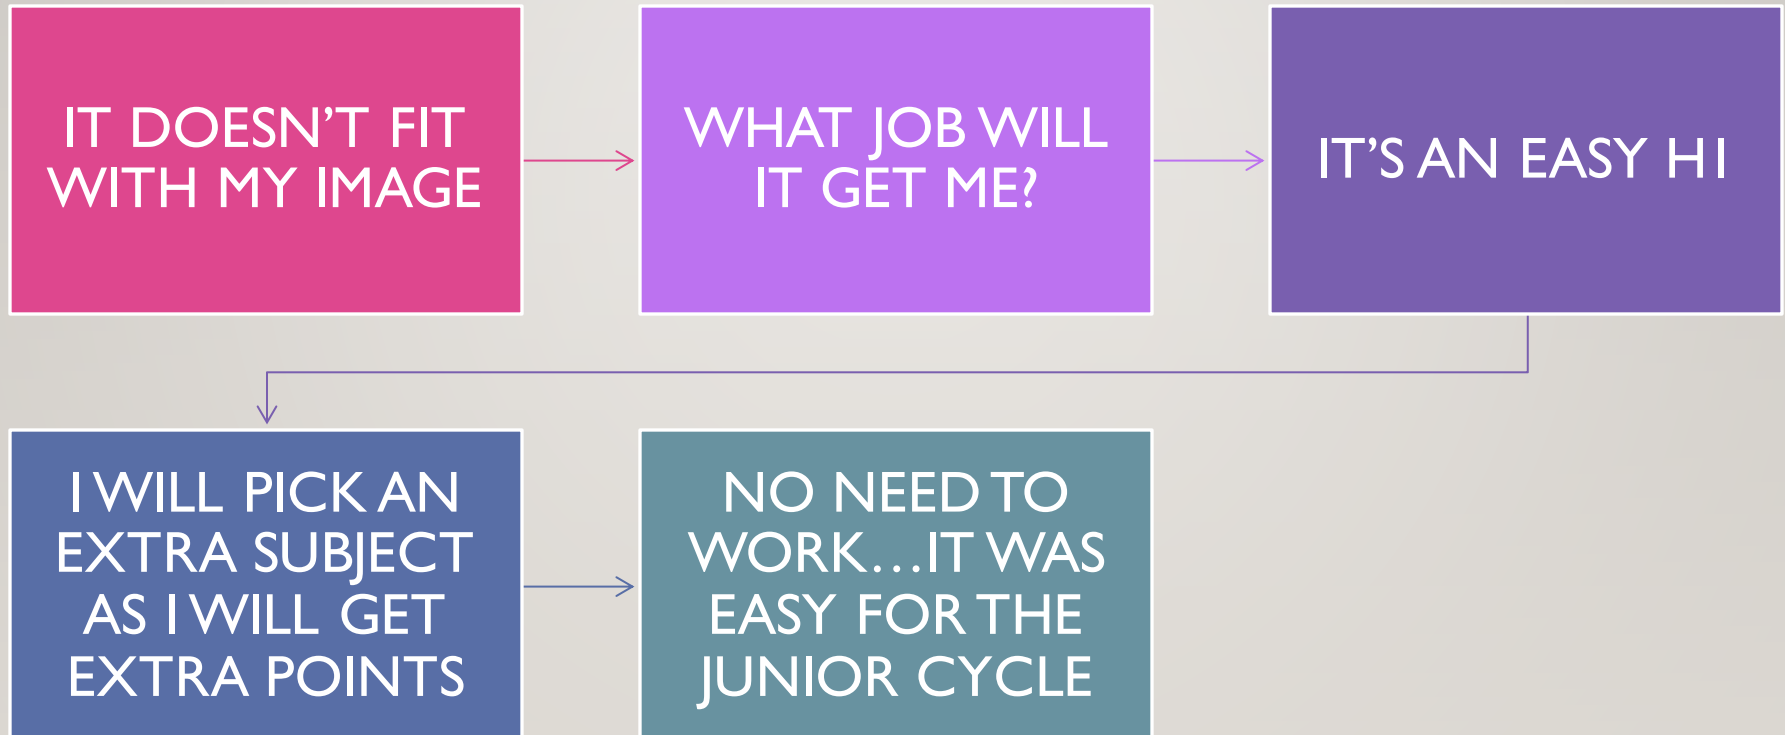 IT DOESN'T FIT
WITH MY IMAGE
WHAT JOB WILL
IT GET ME?
IT'S AN EASY H1
I WILL PICK AN
EXTRA SUBJECT
AS I WILL GET
EXTRA POINTS
NO NEED TO
WORK…IT WAS
EASY FOR THE
JUNIOR CYCLE